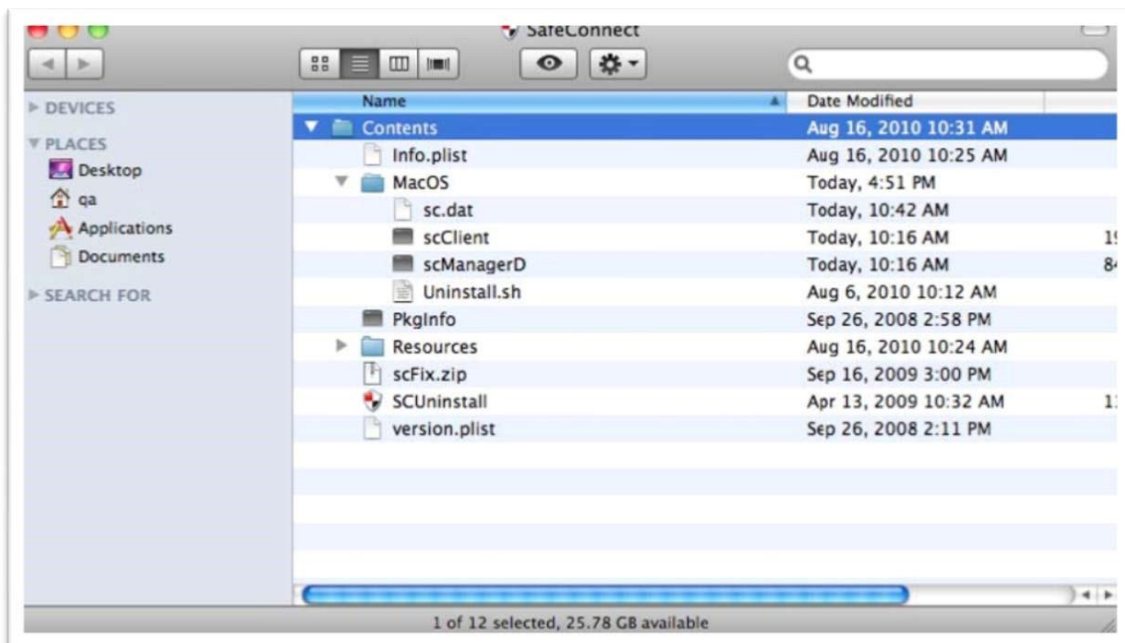 SafeConnect
DEVICES
PLACES
Desktop
qa
Applications
Documents
SEARCH FOR
Name Date Modified
Contents Aug 16, 2010 10:31 AM
Info.plist Aug 16, 2010 10:25 AM
MacOS Today, 4:51 PM
sc.dat Today, 10:42 AM
scClient Today, 10:16 AM
scManagerD Today, 10:16 AM
Uninstall.sh Aug 6, 2010 10:12 AM
PkgInfo Sep 26, 2008 2:58 PM
Resources Aug 16, 2010 10:24 AM
scFix.zip Sep 16, 2009 3:00 PM
SCUninstall Apr 13, 2009 10:32 AM
version.plist Sep 26, 2008 2:11 PM
1 of 12 selected, 25.78 GB available